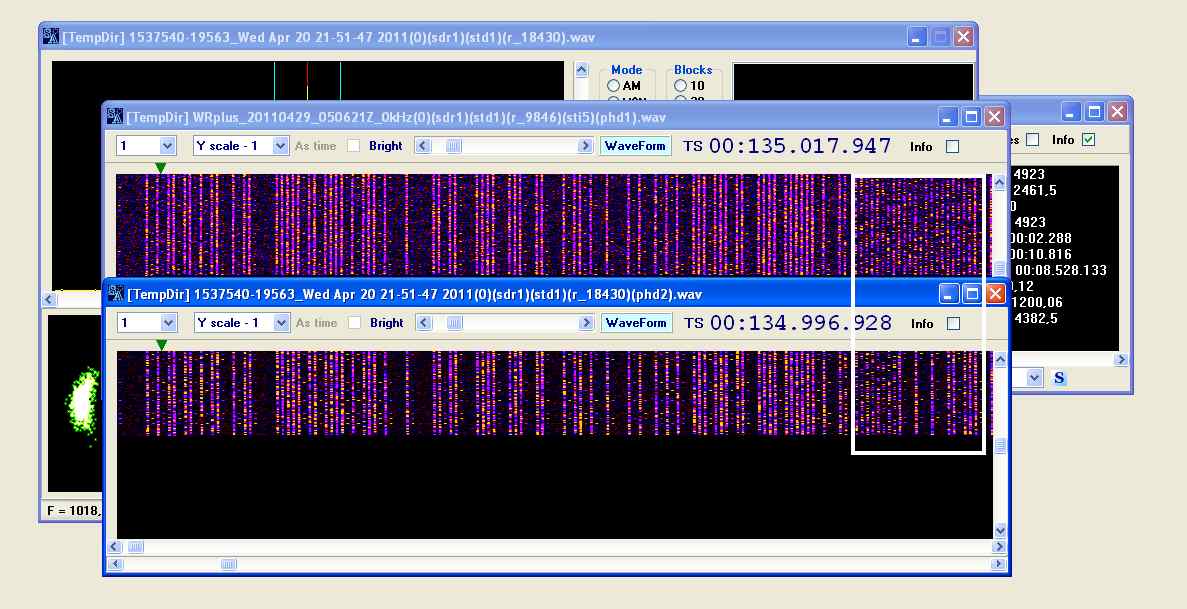 [TempDir] 1537540-19563_Wed Apr 20 21-51-47 2011(0)(sdr1)(std1)(r_18430).wav
Mode Blocks
AM 10
[TempDir] WRplus_20110429_050621Z_0kHz(0)(sdr1)(std1)(r_9846)(sti5)(phd1).wav
1 Y scale - 1 As time Bright WaveForm TS 00:135.017.947 Info
Info
4923
2461,5
4923
00:02.288
00:10.816
00:08.528.133
1200,06
4382,5
S
[TempDir] 1537540-19563_Wed Apr 20 21-51-47 2011(0)(sdr1)(std1)(r_18430)(phd2).wav
1 Y scale - 1 As time Bright WaveForm TS 00:134.996.928 Info
F = 1018,